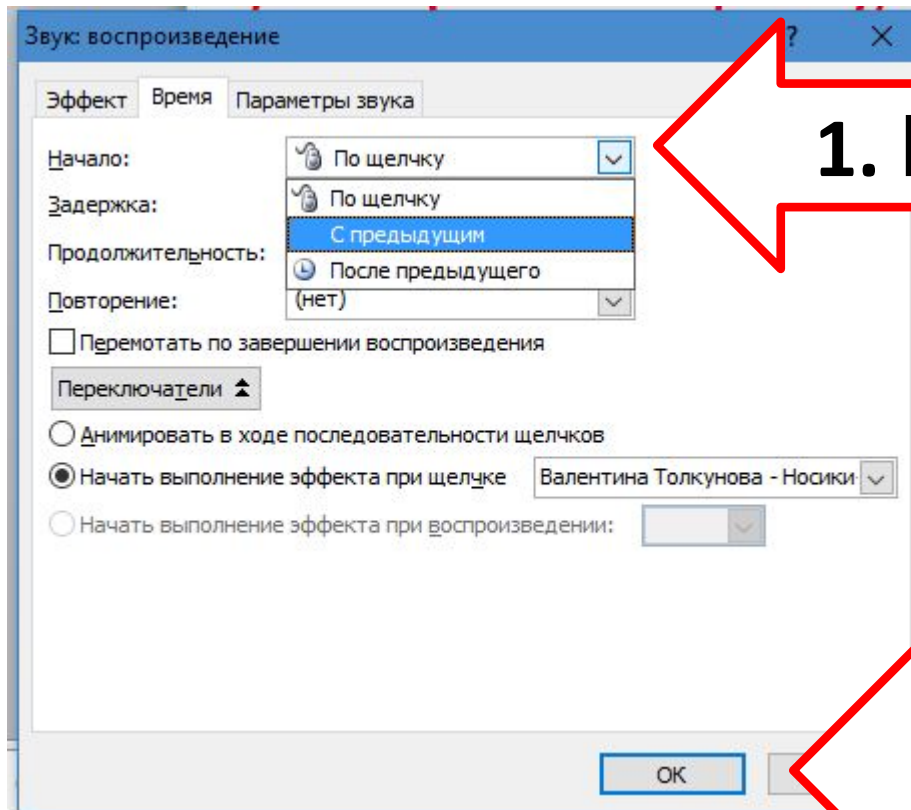 Звук: воспроизведение ?
Эффект Время Параметры звука
Начало: По щелчку
1.
Задержка: По щелчку
С предыдущим
Продолжительность:
После предыдущего
Повторение: (нет)
Перемотать по завершении воспроизведения
Переключатели
Анимировать в ходе последовательности щелчков
Начать выполнение эффекта при щелчке Валентина Толкунова - Носики
Начать выполнение эффекта при воспроизведении:
ОК